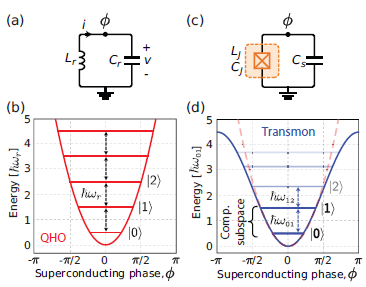 (a)
ϕ
i
L_r
C_r
+
v
-
(c)
ϕ
L_J
C_J
C_s
(b)
Energy [ℏω_r]
5
4
3
2
1
0
ℏω_r
|2⟩
|1⟩
|0⟩
QHO
-π
-π/2
0
π/2
π
Superconducting phase, ϕ
(d)
Energy [ℏω_01]
5
4
3
2
1
0
Transmon
|2⟩
ℏω_12
|1⟩
ℏω_01
|0⟩
Comp.
subspace
-π
-π/2
0
π/2
π
Superconducting phase, ϕ